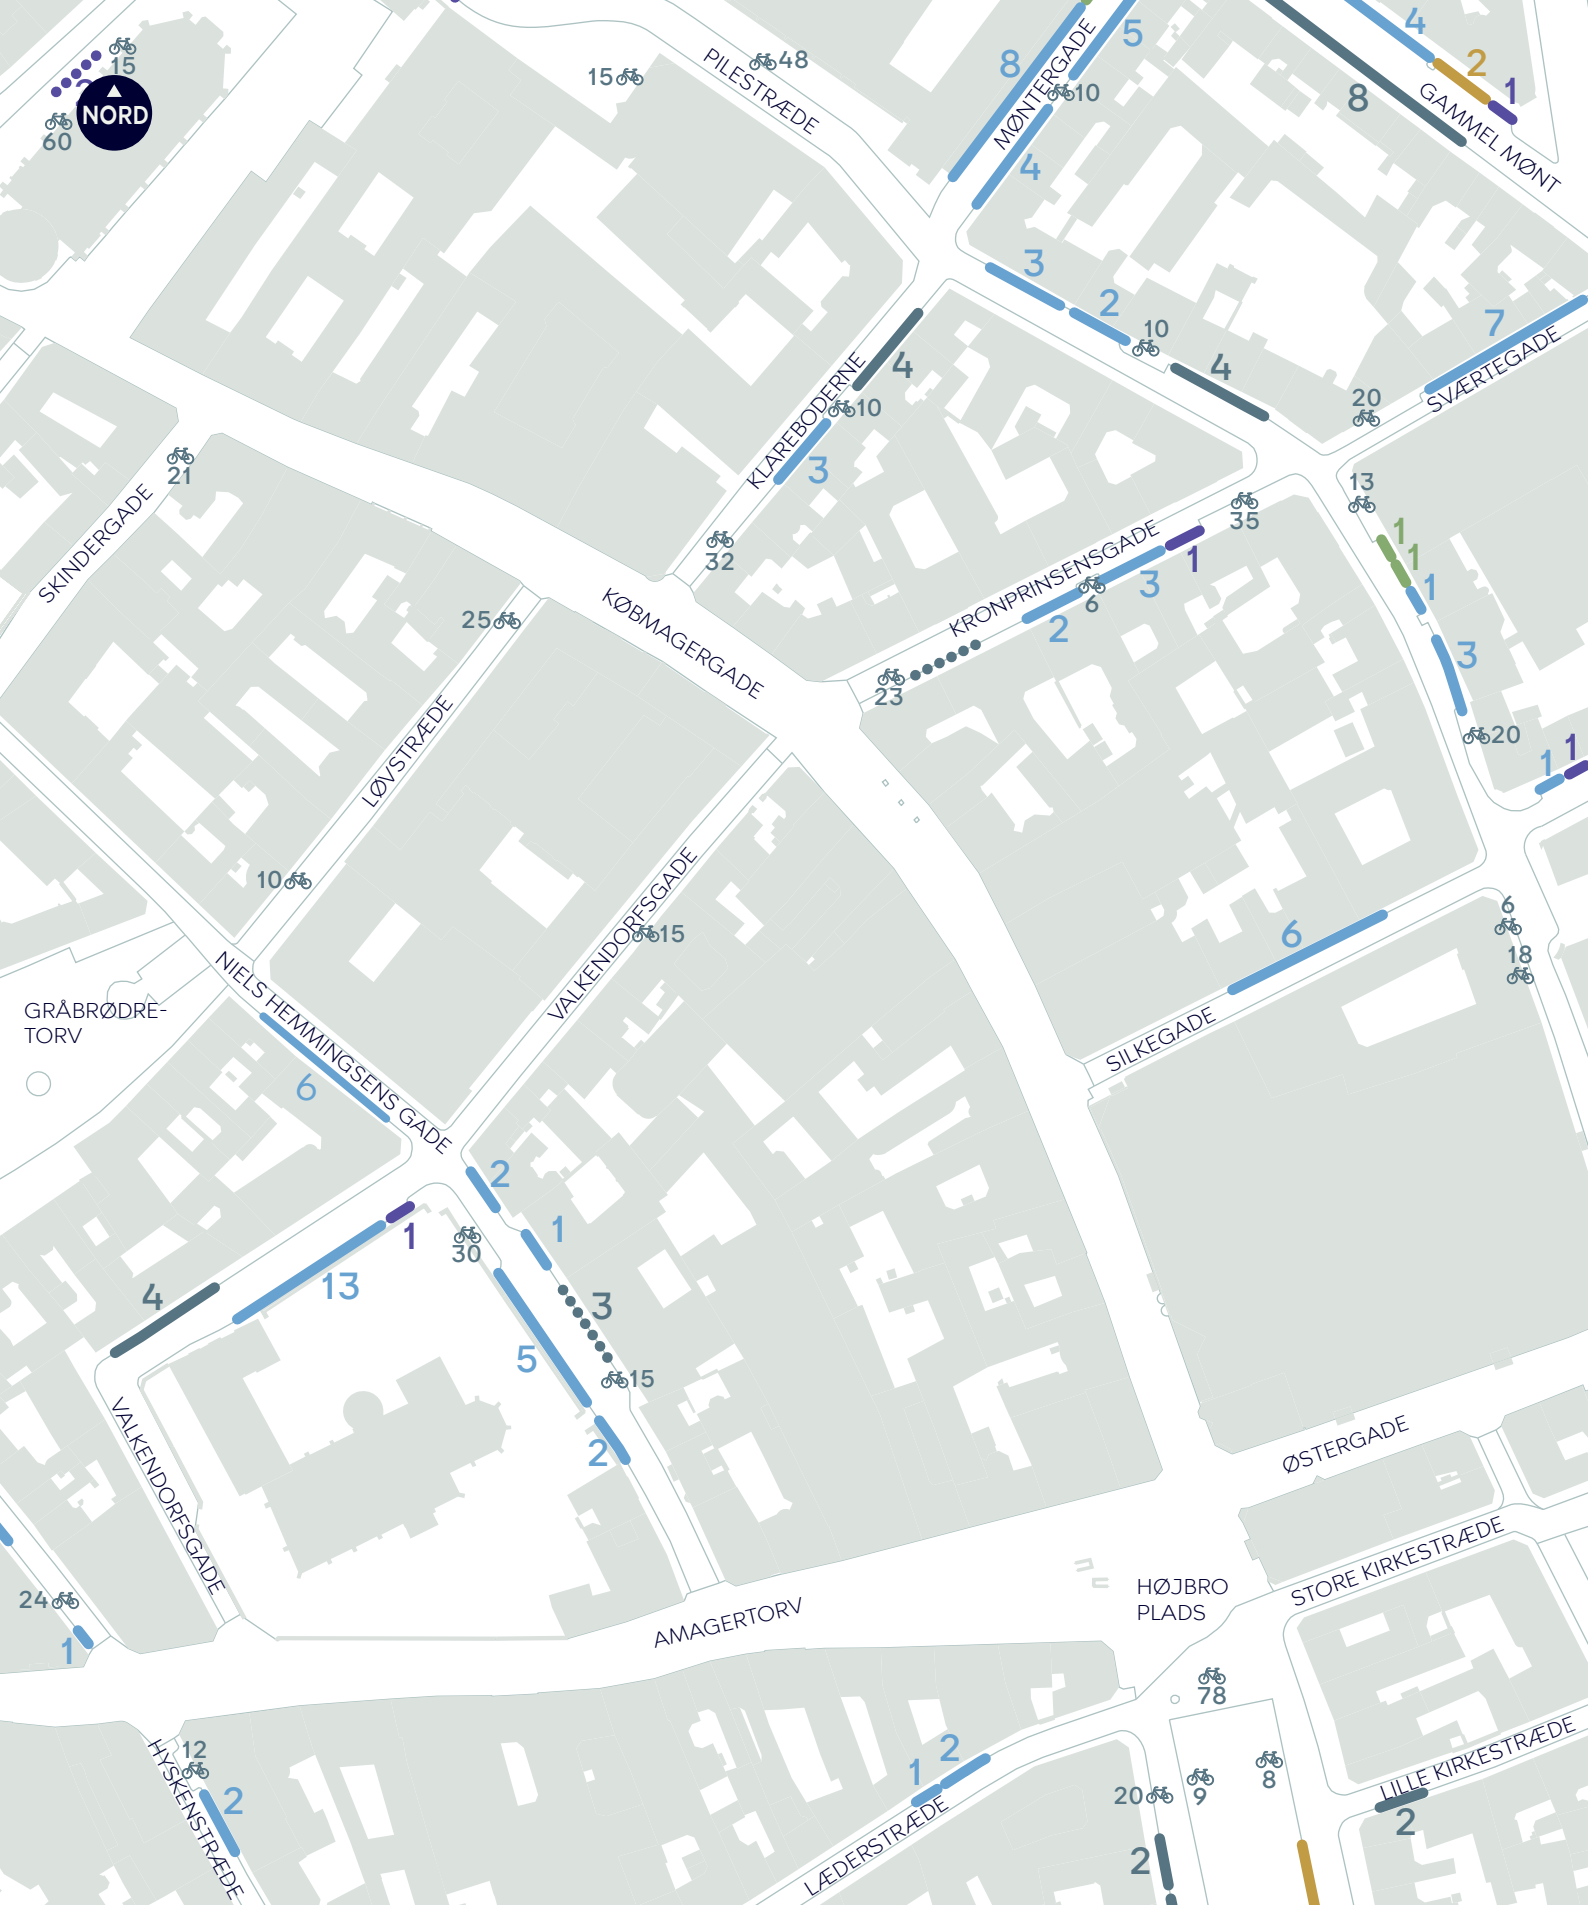 15
NORD
60
PILESTRÆDE
15
48
8
MØNTERGADE
5
10
4
4
2
1
8
GAMMEL MØNT
3
2
10
4
7
SVÆRTEGADE
20
4
KLAREBODERNE
10
3
32
21
SKINDERGADE
13
35
1
1
1
3
20
1
1
KRONPRINSENSGADE
1
3
6
2
23
KØBMAGERGADE
25
LØVSTRÆDE
10
VALKENDORFSGADE
15
6
6
18
SILKEGADE
NIELS HEMMINGSENS GADE
GRÅBRØDRE-
TORV
6
2
1
30
1
13
4
3
5
15
2
VALKENDORFSGADE
ØSTERGADE
STORE KIRKESTRÆDE
HØJBRO
PLADS
24
1
AMAGERTORV
78
12
2
HYSKENSTRÆDE
2
1
LÆDERSTRÆDE
20
9
8
2
LILLE KIRKESTRÆDE
2